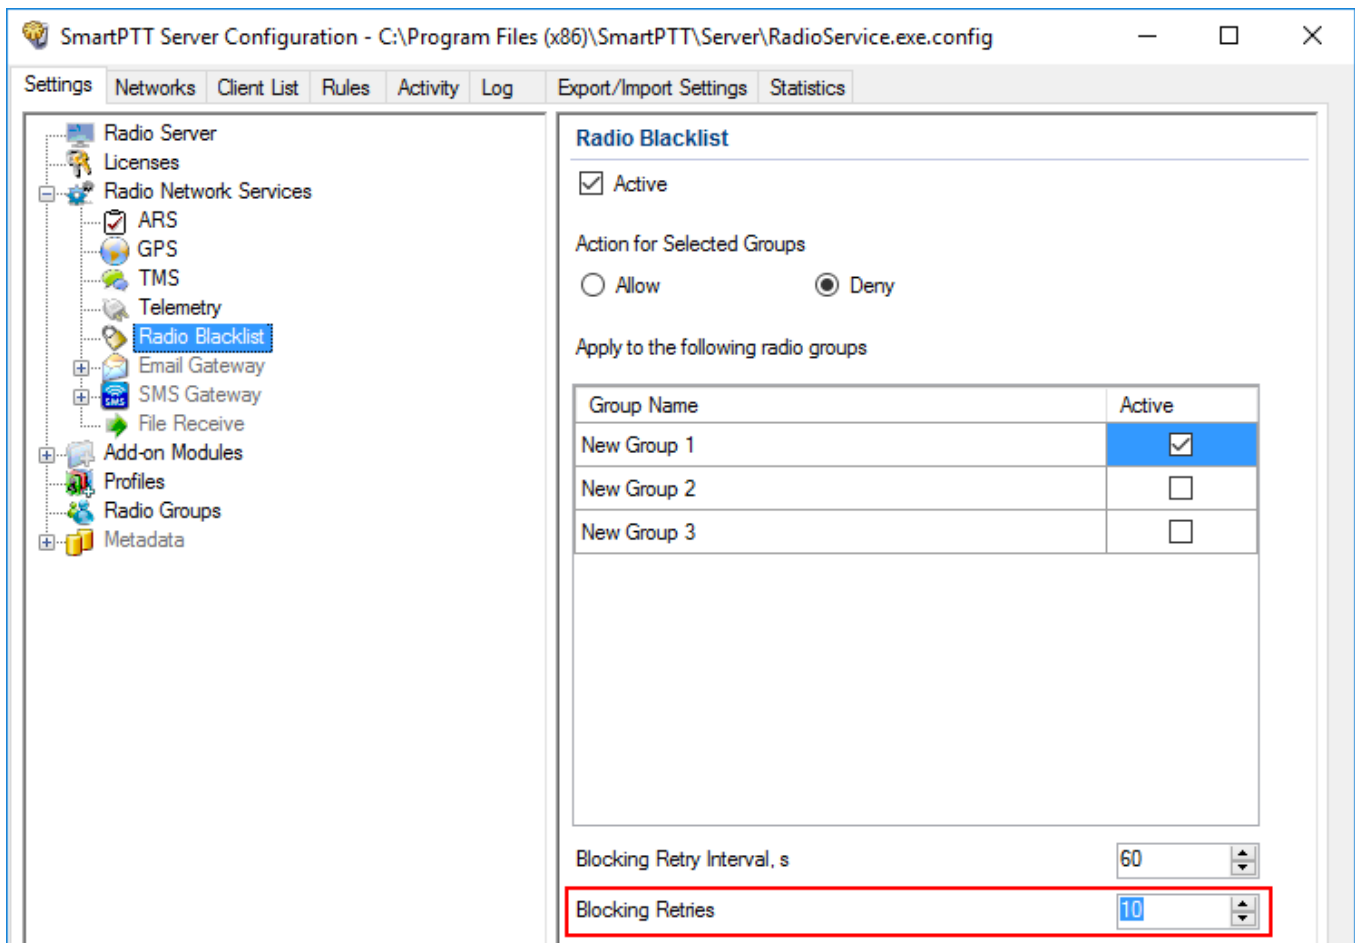 SmartPTT Server Configuration - C:\Program Files (x86)\SmartPTT\Server\RadioService.exe.config
Settings Networks Client List Rules Activity Log Export/Import Settings Statistics
Radio Server
Licenses
Radio Network Services
ARS
GPS
TMS
Telemetry
Radio Blacklist
Email Gateway
SMS
SMS Gateway
File Receive
Add-on Modules
Profiles
Radio Groups
Metadata
Radio Blacklist
Active
Action for Selected Groups
Allow Deny
Apply to the following radio groups
Group Name Active
New Group 1
New Group 2
New Group 3
Blocking Retry Interval, s 60
Blocking Retries 10